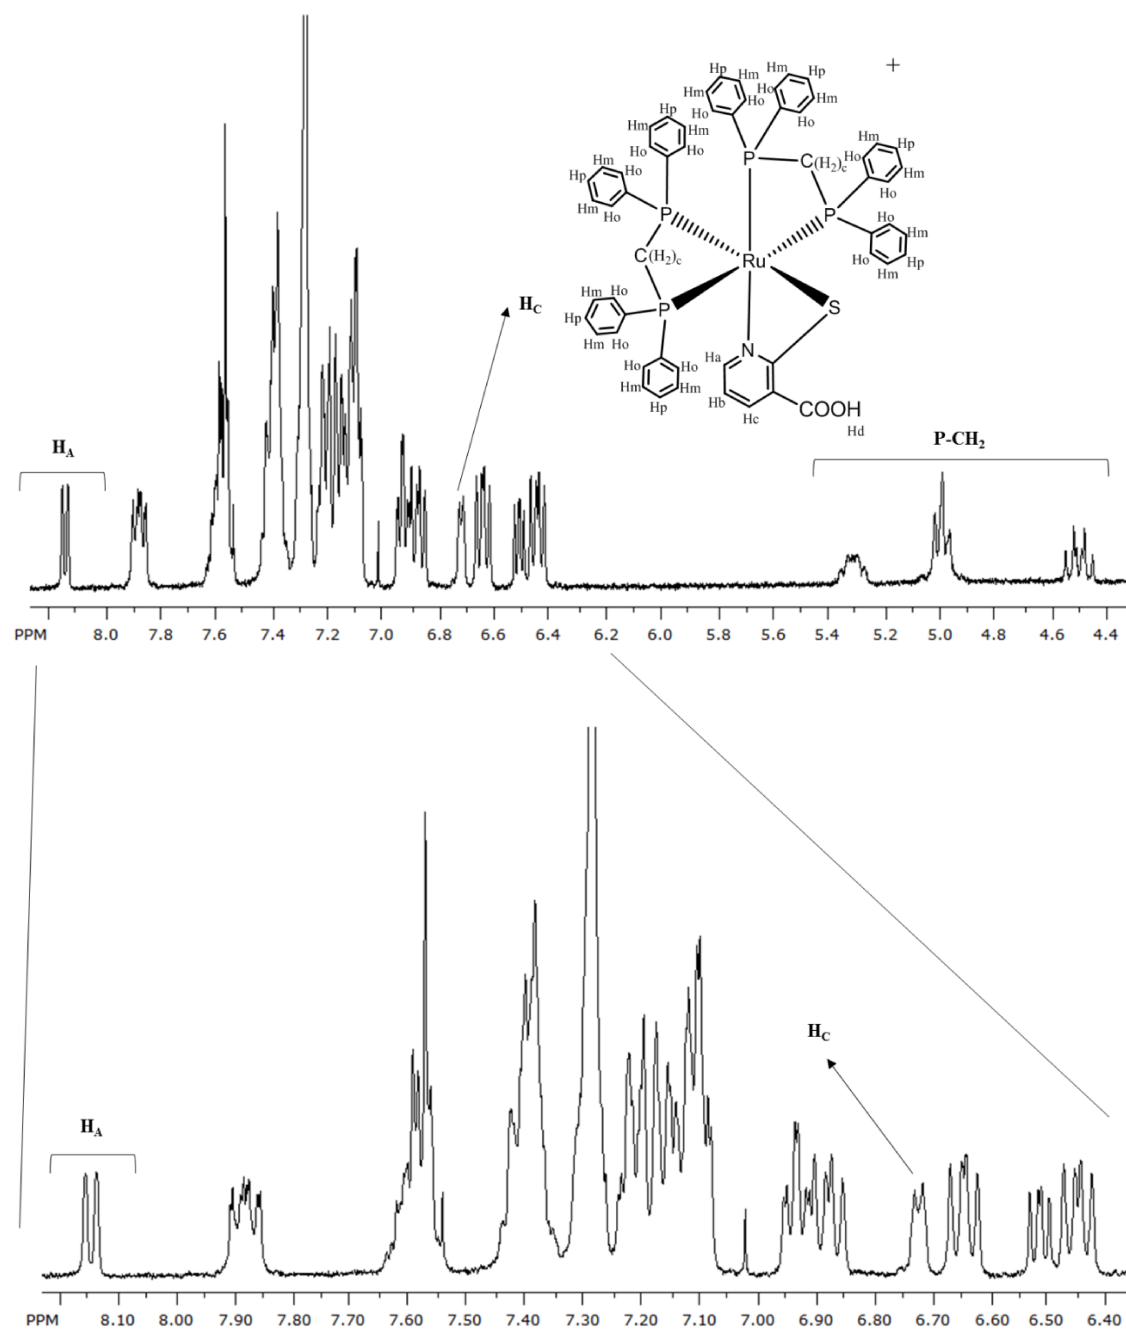 +
Hp Hm Hp
Hm Ho Hm
Hp Ho Hm
Hm Hm Ho Ho Hm
Ho Ho P C(H2)c Ho Hp
Hm Ho Hm
Hp P P Ho
Hm Ho Ho Hm
C(H2)c Ru Ho Hp
Hm
Hm Ho P S
Hp
Hm Ho Ho N
Ho Ha
Hm Hm Hb
Hp Hc COOH
Hd
HA
HC
P-CH2
PPM 8.0 7.8 7.6 7.4 7.2 7.0 6.8 6.6 6.4 6.2 6.0 5.8 5.6 5.4 5.2 5.0 4.8 4.6 4.4
HC
HA
PPM 8.10 8.00 7.90 7.80 7.70 7.60 7.50 7.40 7.30 7.20 7.10 7.00 6.90 6.80 6.70 6.60 6.50 6.40